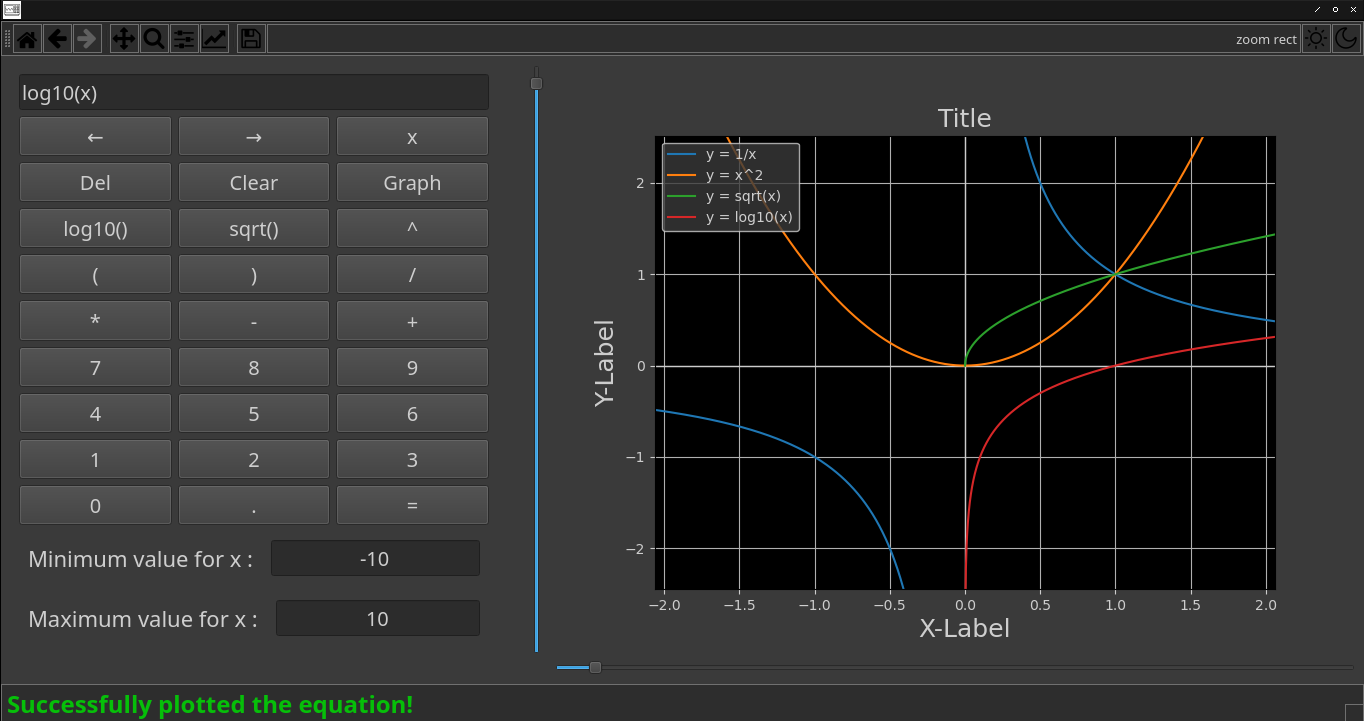 zoom rect
log10(x)
← → x
Del Clear Graph
log10() sqrt() ^
( ) /
* - +
7 8 9
4 5 6
1 2 3
0 . =
Minimum value for x : -10
Maximum value for x : 10
Title
y = 1/x
y = x^2
y = sqrt(x)
y = log10(x)
2
1
0
−1
−2
Y-Label
−2.0 −1.5 −1.0 −0.5 0.0 0.5 1.0 1.5 2.0
X-Label
Successfully plotted the equation!